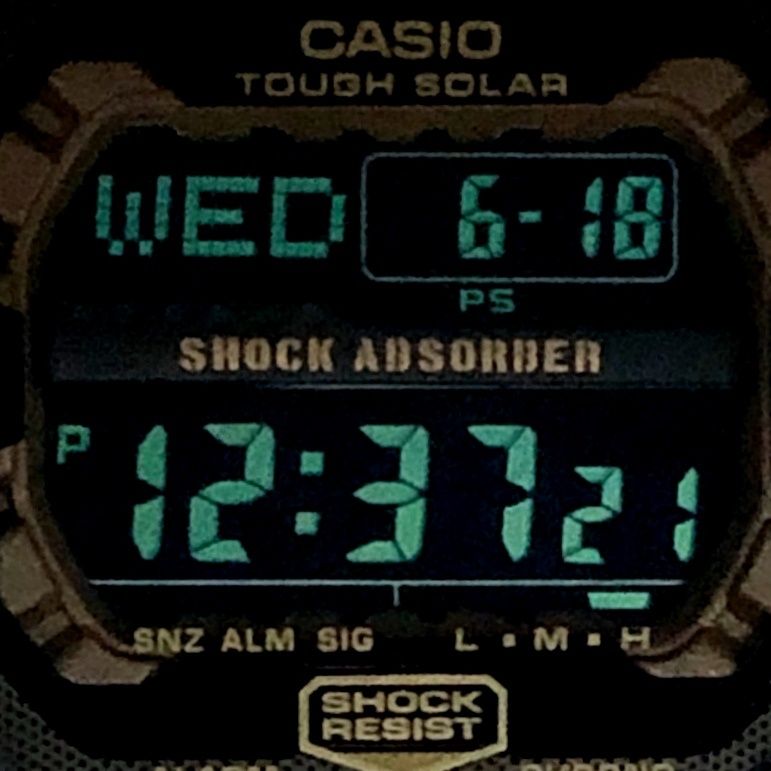 CASIO
TOUGH SOLAR
WED 6-18
PS
SHOCK ABSORBER
P 12:37 21
SNZ ALM SIG L ▪ M ▪ H
SHOCK
RESIST